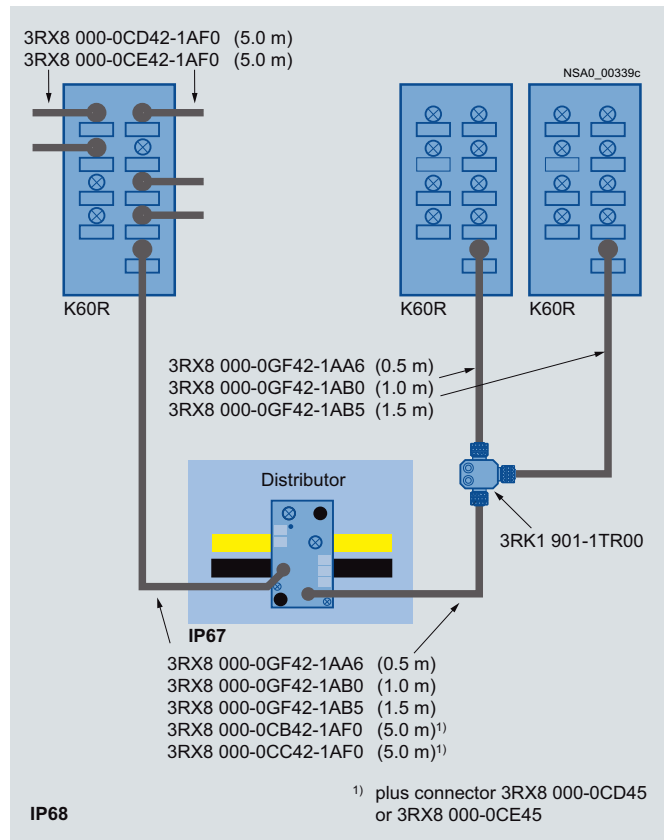 3RX8 000-0CD42-1AF0 (5.0 m)
3RX8 000-0CE42-1AF0 (5.0 m)
NSA0_00339c
K60R
K60R
K60R
3RX8 000-0GF42-1AA6 (0.5 m)
3RX8 000-0GF42-1AB0 (1.0 m)
3RX8 000-0GF42-1AB5 (1.5 m)
Distributor
3RK1 901-1TR00
IP67
3RX8 000-0GF42-1AA6 (0.5 m)
3RX8 000-0GF42-1AB0 (1.0 m)
3RX8 000-0GF42-1AB5 (1.5 m)
3RX8 000-0CB42-1AF0 (5.0 m)1)
3RX8 000-0CC42-1AF0 (5.0 m)1)
1) plus connector 3RX8 000-0CD45
or 3RX8 000-0CE45
IP68